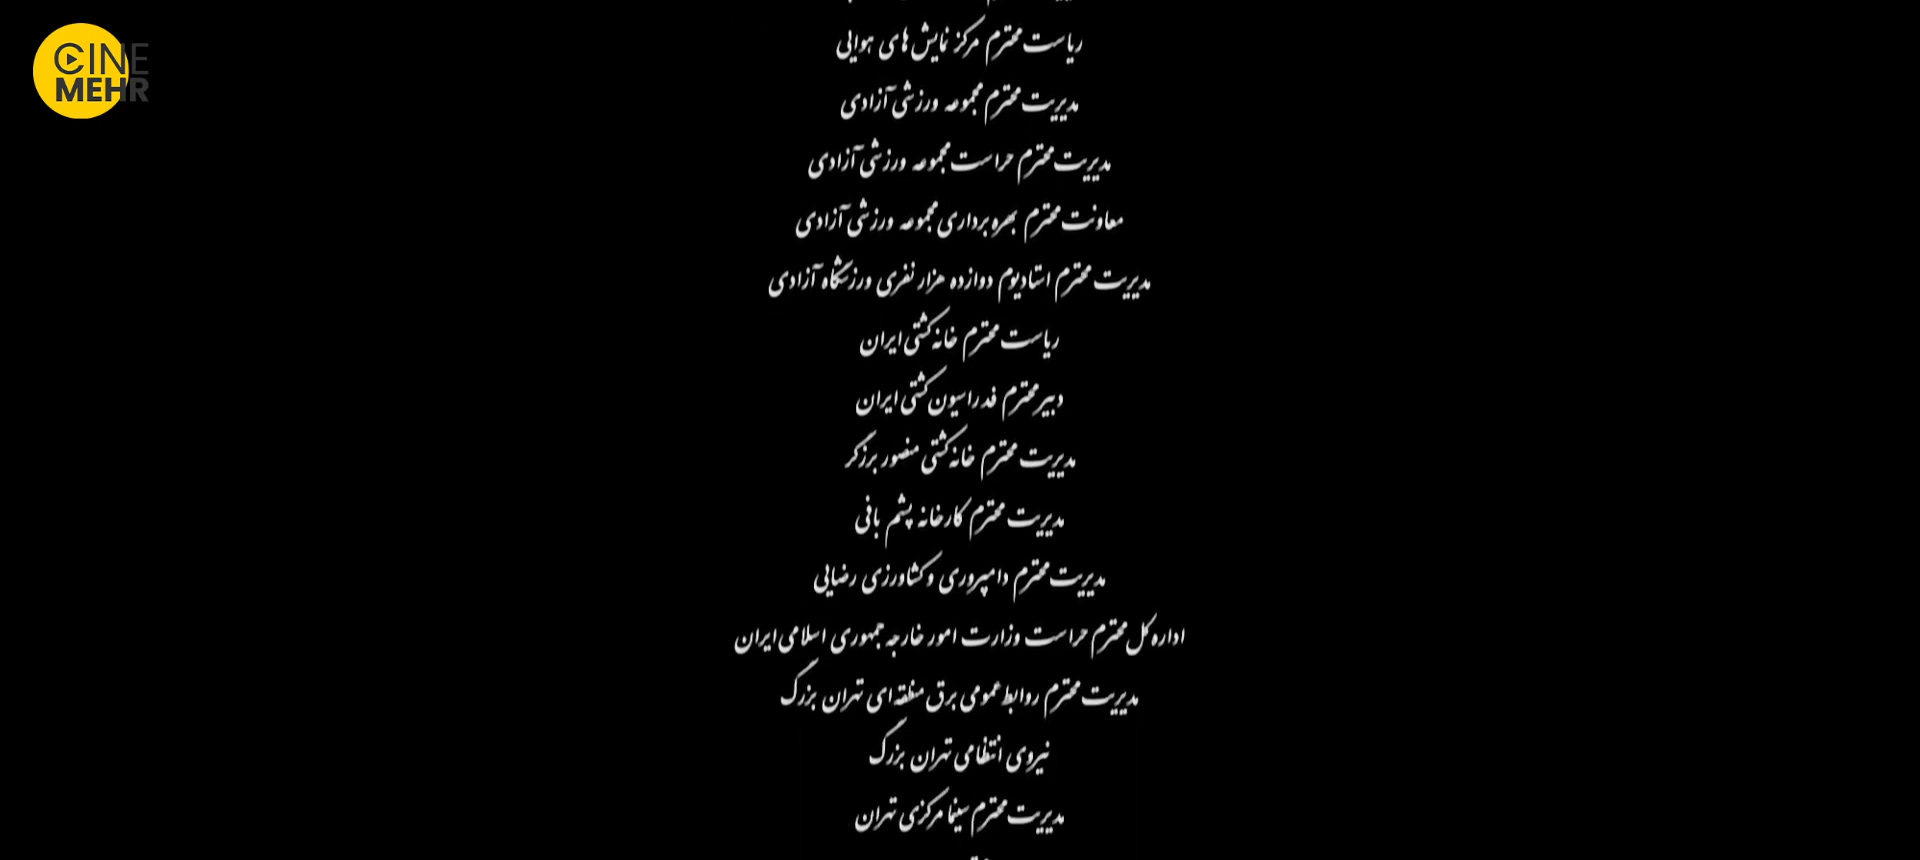 CINE
MEHR
ریاست محترم مرکز نمایش های هوایی
مدیریت محترم مجموعه ورزشی آزادی
مدیریت محترم حراست مجموعه ورزشی آزادی
معاونت محترم بهره برداری مجموعه ورزشی آزادی
مدیریت محترم استادیوم دوازده هزار نفری ورزشگاه آزادی
ریاست محترم خانه کشتی ایران
دبیر محترم فدراسیون کشتی ایران
مدیریت محترم خانه کشتی منصور برزگر
مدیریت محترم کارخانه پشم بافی
مدیریت محترم دامپروری و کشاورزی رضایی
اداره کل محترم حراست وزارت امور خارجه جمهوری اسلامی ایران
مدیریت محترم روابط عمومی برق منطقه ای تهران بزرگ
نیروی انتظامی تهران بزرگ
مدیریت محترم سینما مرکزی تهران